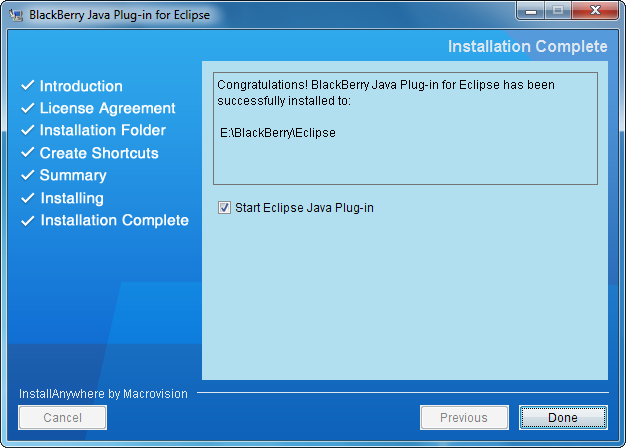 BlackBerry Java Plug-in for Eclipse
Installation Complete
Introduction
License Agreement
Installation Folder
Create Shortcuts
Summary
Installing
Installation Complete
Congratulations! BlackBerry Java Plug-in for Eclipse has been
successfully installed to:
E:\BlackBerry\Eclipse
Start Eclipse Java Plug-in
InstallAnywhere by Macrovision
Cancel
Previous
Done